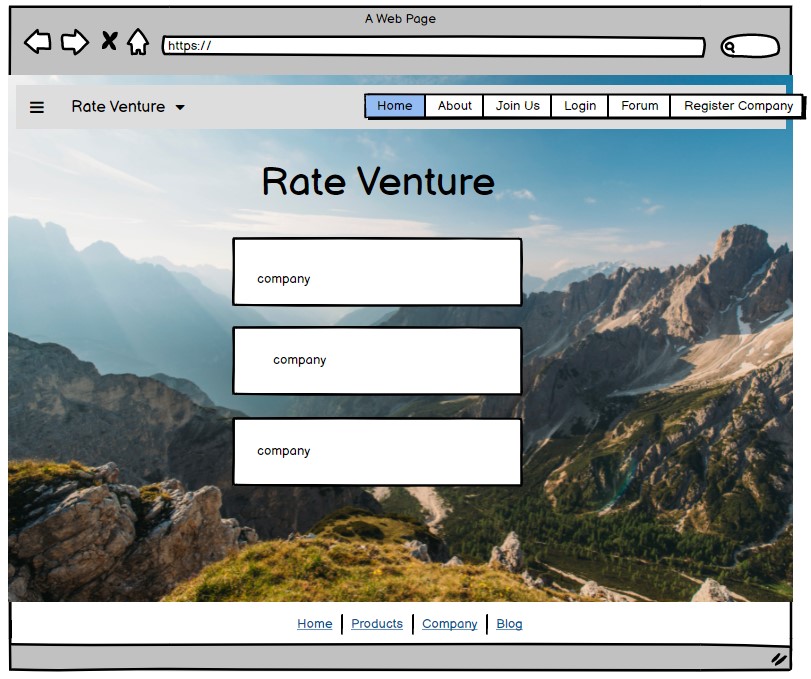 A Web Page
https://
Rate Venture
Home About Join Us Login Forum Register Company
Rate Venture
company
company
company
Home Products Company Blog